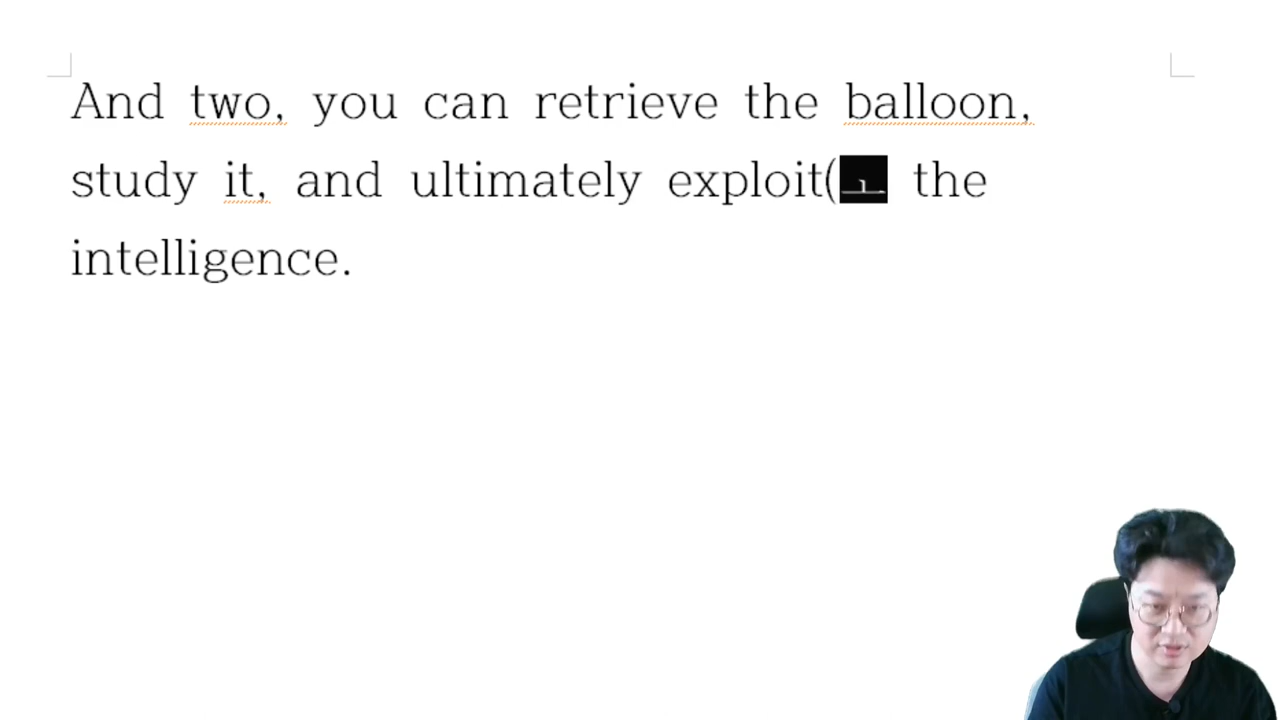 And two, you can retrieve the balloon,
study it, and ultimately exploit(ㅗ the
intelligence.